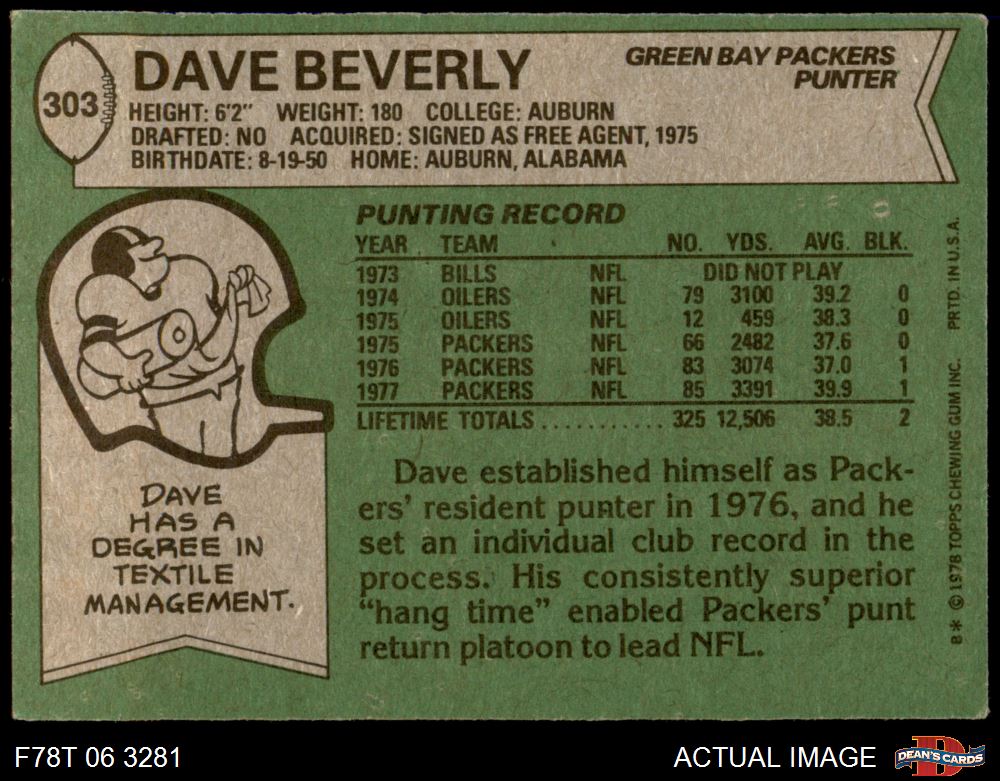 303
DAVE BEVERLY
GREEN BAY PACKERS
PUNTER
HEIGHT: 6'2" WEIGHT: 180 COLLEGE: AUBURN
DRAFTED: NO ACQUIRED: SIGNED AS FREE AGENT, 1975
BIRTHDATE: 8-19-50 HOME: AUBURN, ALABAMA
PUNTING RECORD
YEAR TEAM NO. YDS. AVG. BLK.
1973 BILLS NFL DID NOT PLAY
1974 OILERS NFL 79 3100 39.2 0
1975 OILERS NFL 12 459 38.3 0
1975 PACKERS NFL 66 2482 37.6 0
1976 PACKERS NFL 83 3074 37.0 1
1977 PACKERS NFL 85 3391 39.9 1
LIFETIME TOTALS ........... 325 12,506 38.5 2
Dave established himself as Pack-
ers' resident punter in 1976, and he
set an individual club record in the
process. His consistently superior
"hang time" enabled Packers' punt
return platoon to lead NFL.
DAVE
HAS A
DEGREE IN
TEXTILE
MANAGEMENT.
B* © 1978 TOPPS CHEWING GUM INC. PRTD. IN U.S.A.
F78T 06 3281
ACTUAL IMAGE
D
DEAN'S CARDS